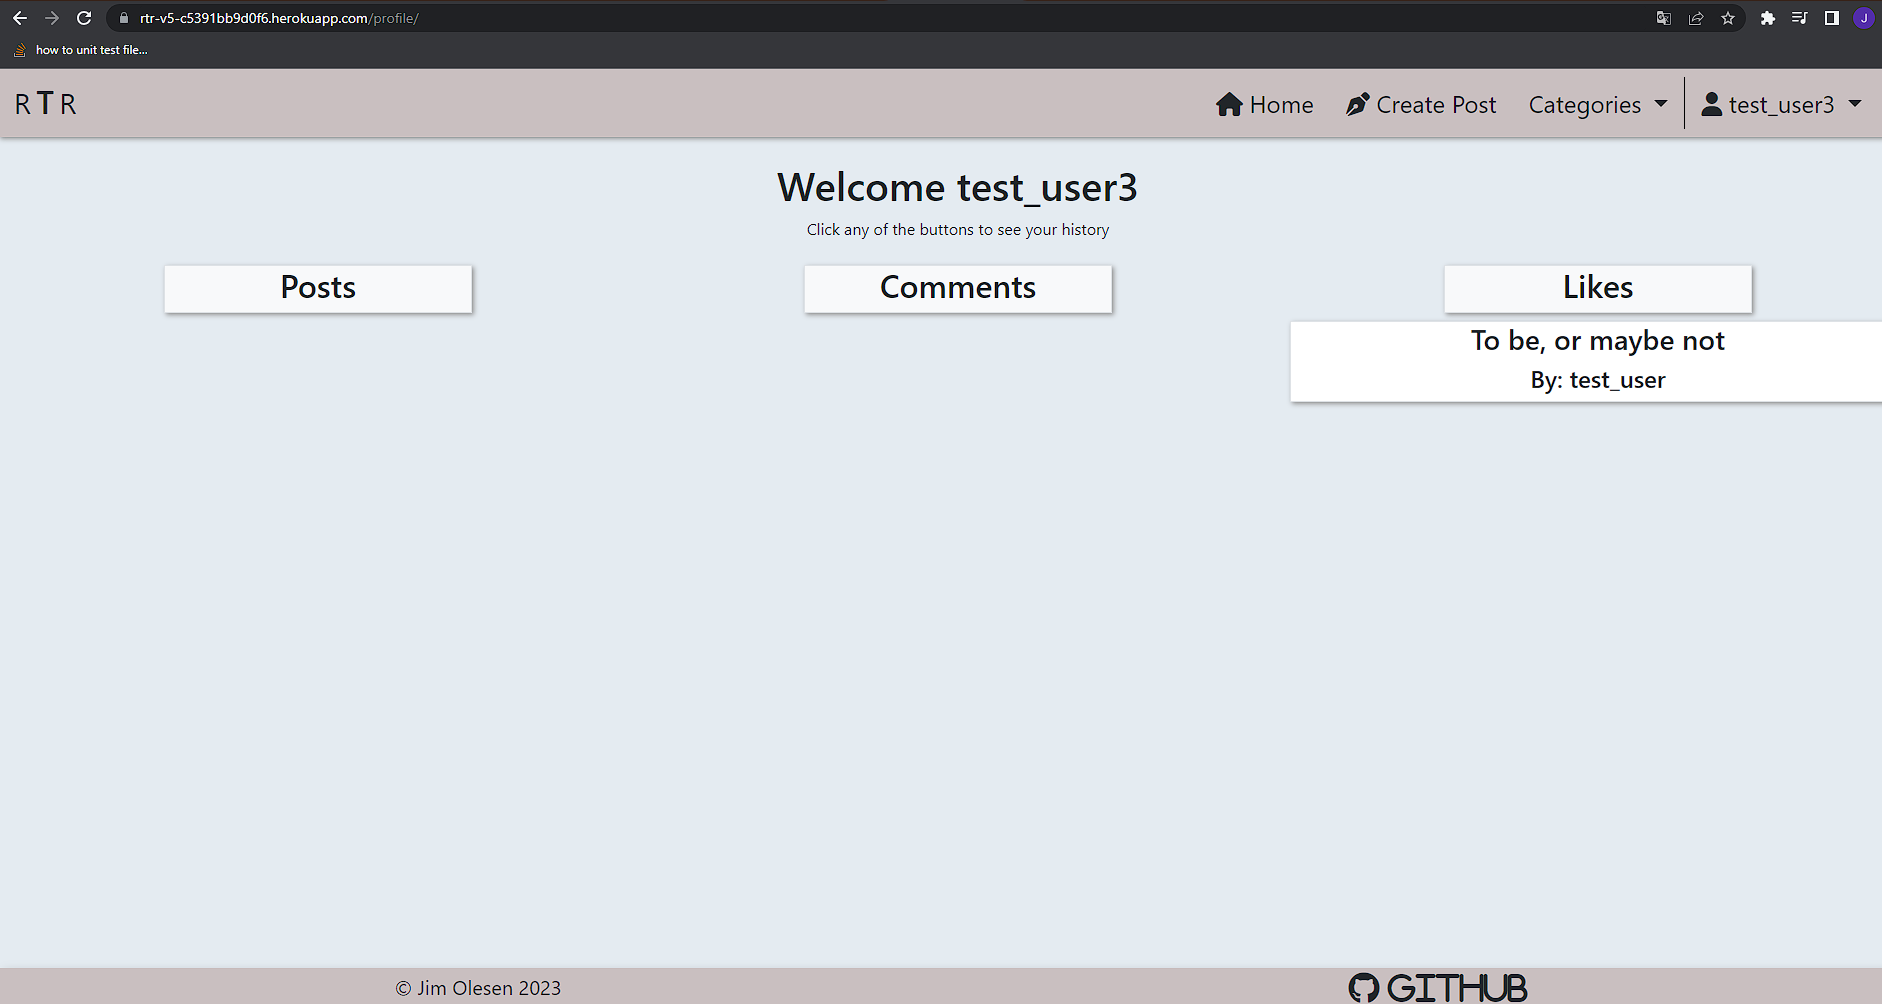 rtr-v5-c5391bb9d0f6.herokuapp.com/profile/
J
how to unit test file...
R T R
Home Create Post Categories test_user3
Welcome test_user3
Click any of the buttons to see your history
Posts Comments Likes
To be, or maybe not
By: test_user
© Jim Olesen 2023 GITHUB